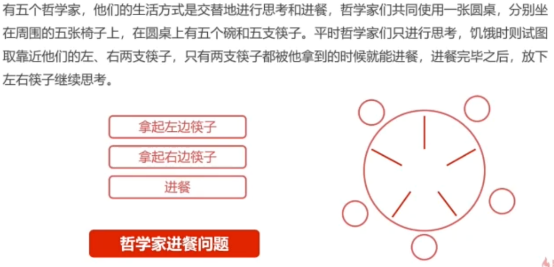 有五个哲学家，他们的生活方式是交替地进行思考和进餐，哲学家们共同使用一张圆桌，分别坐
在周围的五张椅子上，在圆桌上有五个碗和五支筷子。平时哲学家们只进行思考，饥饿时则试图
取靠近他们的左、右两支筷子，只有两支筷子都被他拿到的时候就能进餐，进餐完毕之后，放下
左右筷子继续思考。
拿起左边筷子
拿起右边筷子
进餐
哲学家进餐问题